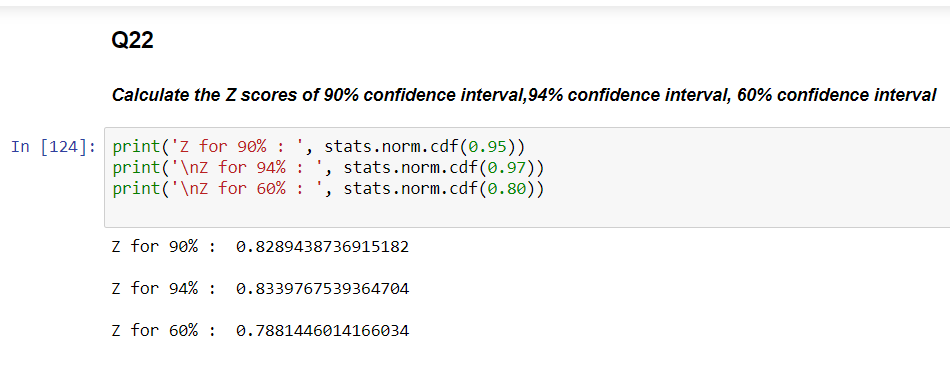 Q22
Calculate the Z scores of 90% confidence interval,94% confidence interval, 60% confidence interval
In [124]: print('Z for 90% : ', stats.norm.cdf(0.95))
print('\nZ for 94% : ', stats.norm.cdf(0.97))
print('\nZ for 60% : ', stats.norm.cdf(0.80))
Z for 90% :  0.8289438736915182
Z for 94% :  0.8339767539364704
Z for 60% :  0.7881446014166034